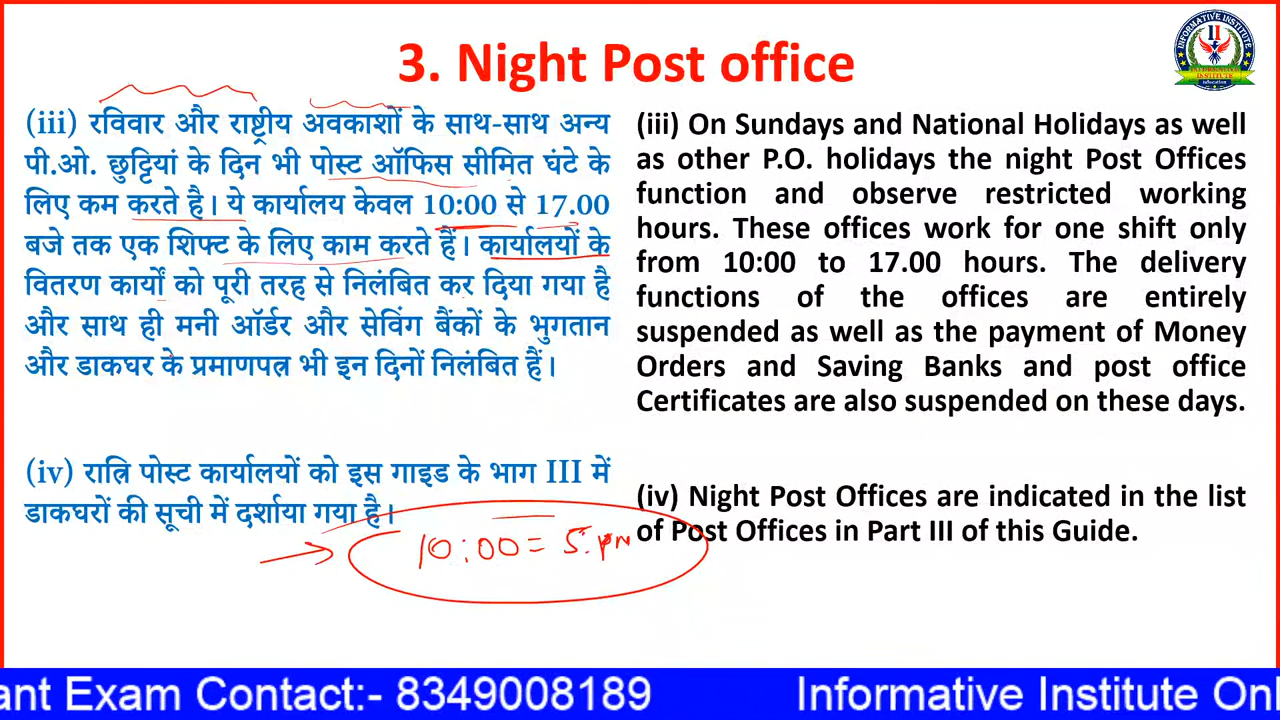 3. Night Post office
INFORMATIVE INSTITUTE
(iii) रविवार और राष्ट्रीय अवकाशों के साथ-साथ अन्य
पी.ओ. छुट्टियां के दिन भी पोस्ट ऑफिस सीमित घंटे के
लिए कम करते है। ये कार्यालय केवल 10:00 से 17.00
बजे तक एक शिफ्ट के लिए काम करते हैं। कार्यालयों के
वितरण कार्यों को पूरी तरह से निलंबित कर दिया गया है
और साथ ही मनी ऑर्डर और सेविंग बैंकों के भुगतान
और डाकघर के प्रमाणपत्र भी इन दिनों निलंबित हैं।
(iv) रात्रि पोस्ट कार्यालयों को इस गाइड के भाग III में
डाकघरों की सूची में दर्शाया गया है।
10:00 = 5: PM
(iii) On Sundays and National Holidays as well
as other P.O. holidays the night Post Offices
function and observe restricted working
hours. These offices work for one shift only
from 10:00 to 17.00 hours. The delivery
functions of the offices are entirely
suspended as well as the payment of Money
Orders and Saving Banks and post office
Certificates are also suspended on these days.
(iv) Night Post Offices are indicated in the list
of Post Offices in Part III of this Guide.
ant Exam Contact:- 8349008189 Informative Institute Onl